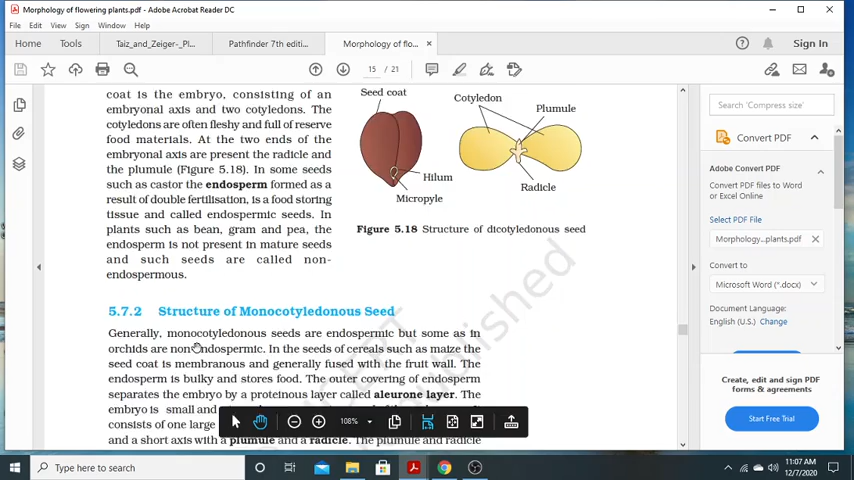 Morphology of flowering plants.pdf - Adobe Acrobat Reader DC
File Edit View Sign Window Help
Home Tools Taiz_and_Zeiger-_Pl... Pathfinder 7th editi... Morphology of flo... × Sign In
15 / 21
coat is the embryo, consisting of an
embryonal axis and two cotyledons. The
cotyledons are often fleshy and full of reserve
food materials. At the two ends of the
embryonal axis are present the radicle and
the plumule (Figure 5.18). In some seeds
such as castor the endosperm formed as a
result of double fertilisation, is a food storing
tissue and called endospermic seeds. In
plants such as bean, gram and pea, the
endosperm is not present in mature seeds
and such seeds are called non-
endospermous.
Seed coat
Hilum
Micropyle
Cotyledon
Plumule
Radicle
Figure 5.18 Structure of dicotyledonous seed
5.7.2 Structure of Monocotyledonous Seed
Generally, monocotyledonous seeds are endospermic but some as in
orchids are non-endospermic. In the seeds of cereals such as maize the
seed coat is membranous and generally fused with the fruit wall. The
endosperm is bulky and stores food. The outer covering of endosperm
separates the embryo by a proteinous layer called aleurone layer. The
embryo is small and
consists of one large
and a short axis with a plumule and a radicle. The plumule and radicle
published
108%
Search 'Compress size'
Convert PDF
Adobe Convert PDF
Convert PDF Files to Word
or Excel Online
Select PDF File
Morphology...plants.pdf ×
Convert to
Microsoft Word (*.docx)
Document Language:
English (U.S.) Change
Create, edit and sign PDF
forms & agreements
Start Free Trial
Type here to search
11:07 AM
12/7/2020